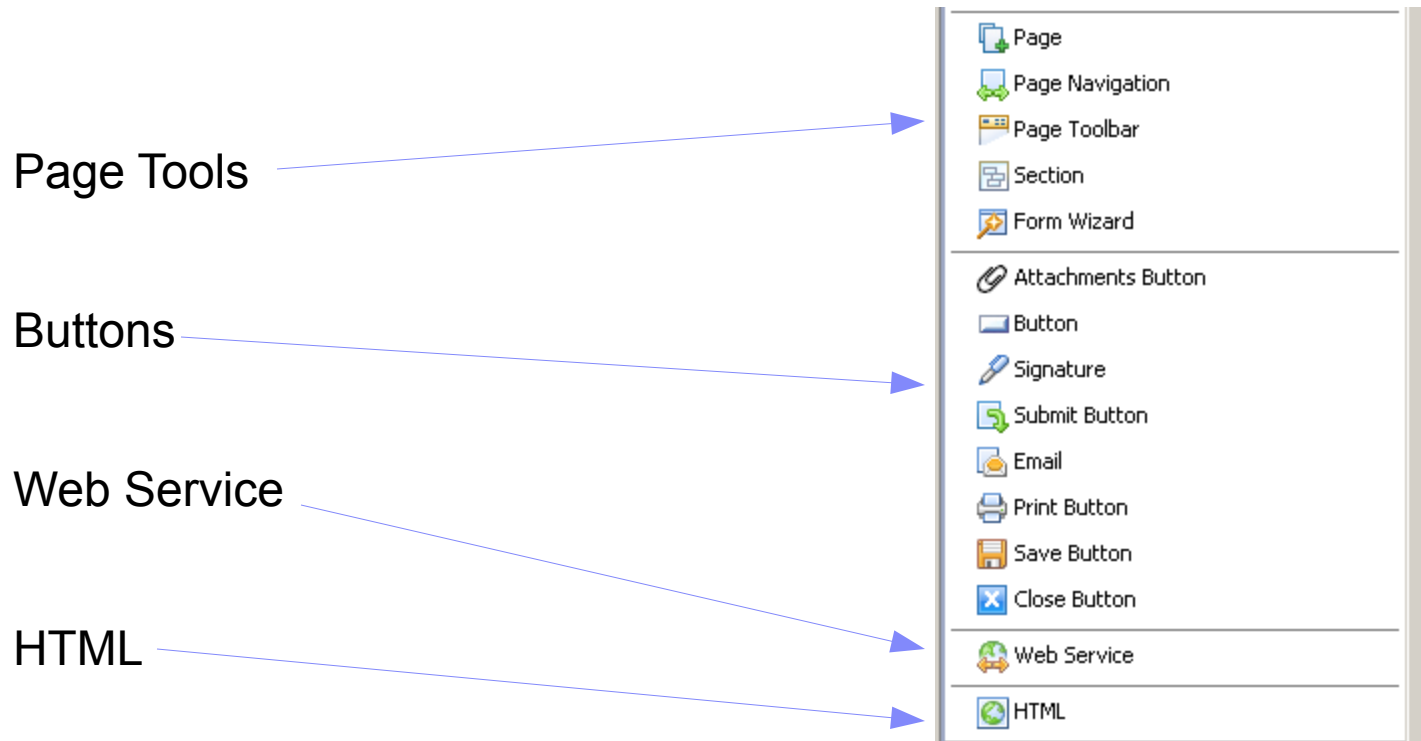 Page Tools
Buttons
Web Service
HTML
Page
Page Navigation
Page Toolbar
Section
Form Wizard
Attachments Button
Button
Signature
Submit Button
Email
Print Button
Save Button
Close Button
Web Service
HTML